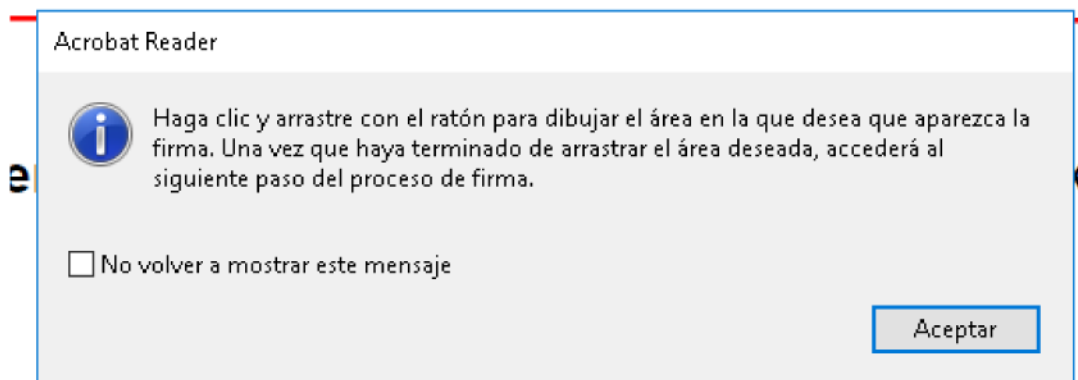 Acrobat Reader
Haga clic y arrastre con el ratón para dibujar el área en la que desea que aparezca la
firma. Una vez que haya terminado de arrastrar el área deseada, accederá al
siguiente paso del proceso de firma.
No volver a mostrar este mensaje
Aceptar